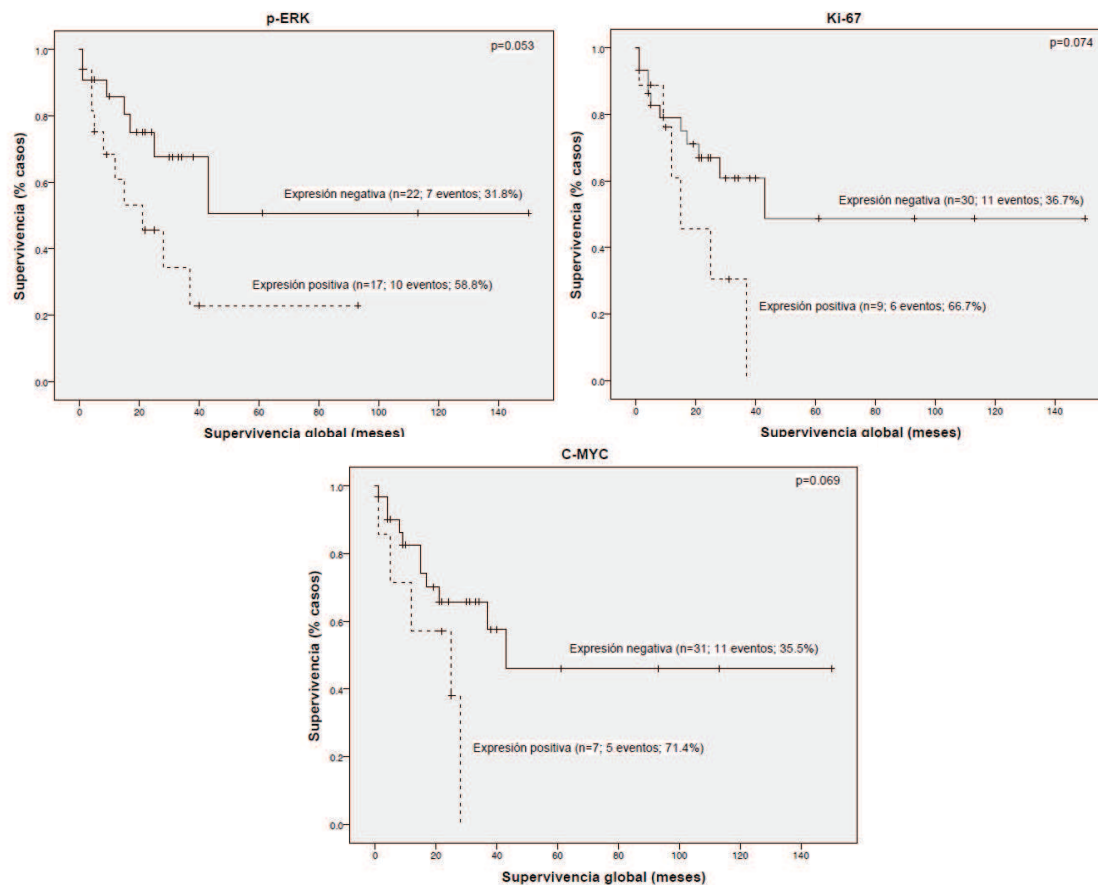 p-ERK
p=0.053
Supervivencia (% casos)
1.0
0.8
0.6
0.4
0.2
0.0
Expresión negativa (n=22; 7 eventos; 31.8%)
Expresión positiva (n=17; 10 eventos; 58.8%)
0 20 40 60 80 100 120 140
Supervivencia global (meses)
Ki-67
p=0.074
Supervivencia (% casos)
1.0
0.8
0.6
0.4
0.2
0.0
Expresión negativa (n=30; 11 eventos; 36.7%)
Expresión positiva (n=9; 6 eventos; 66.7%)
0 20 40 60 80 100 120 140
Supervivencia global (meses)
C-MYC
p=0.069
Supervivencia (% casos)
1.0
0.8
0.6
0.4
0.2
0.0
Expresión negativa (n=31; 11 eventos; 35.5%)
Expresión positiva (n=7; 5 eventos; 71.4%)
0 20 40 60 80 100 120 140
Supervivencia global (meses)